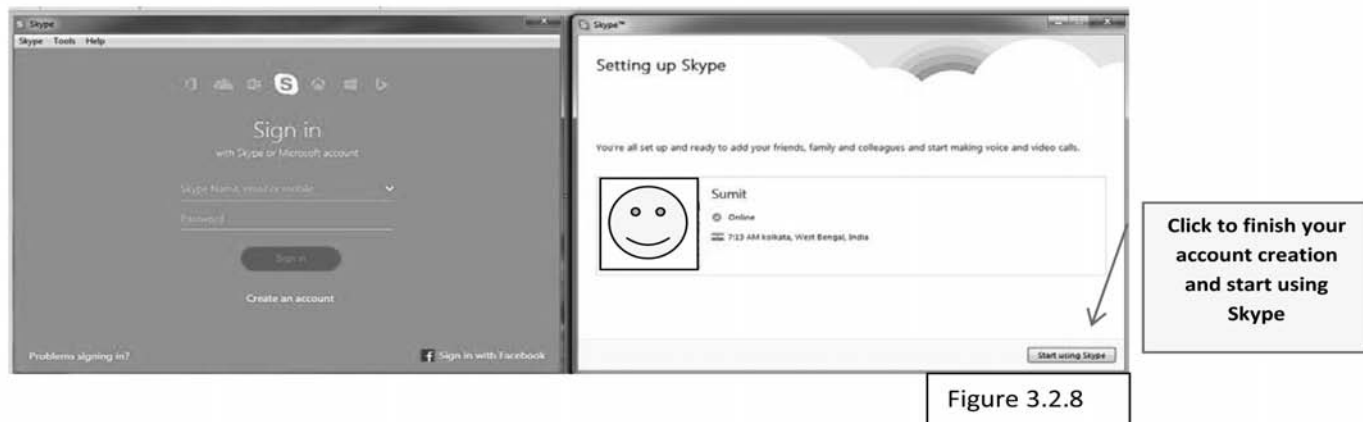 Skype
Skype Tools Help
Sign in
with Skype or Microsoft account
Skype Name, email or mobile
Password
Sign in
Create an account
Problems signing in?
Sign in with Facebook
Skype™
Setting up Skype
You're all set up and ready to add your friends, family and colleagues and start making voice and video calls.
Sumit
Online
7:13 AM kolkata, West Bengal, India
Start using Skype
Click to finish your
account creation
and start using
Skype
Figure 3.2.8